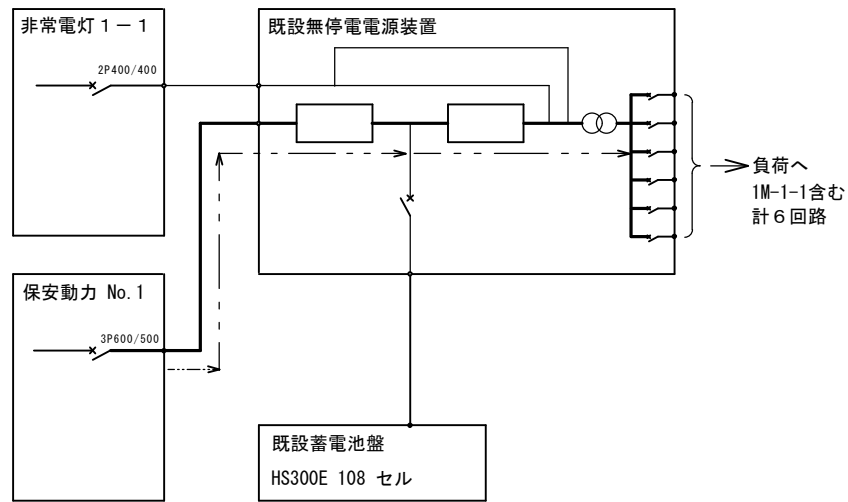 非常電灯１－１
2P400/400
既設無停電電源装置
負荷へ
1M-1-1含む
計６回路
保安動力 No.1
3P600/500
既設蓄電池盤
HS300E 108 セル